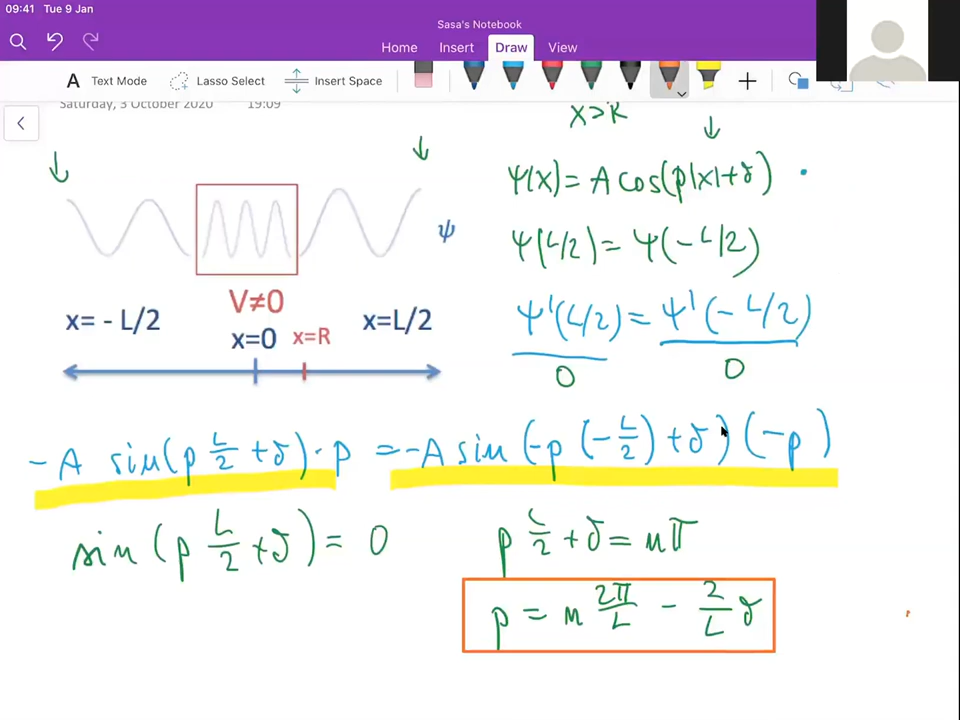 09:41 Tue 9 Jan
Sasa's Notebook
Home Insert Draw View
A Text Mode Lasso Select Insert Space
Saturday, 3 October 2020 19:09
x>R
↓ ↓ ↓
ψ(x) = A cos(p|x|+δ)
ψ
ψ(L/2) = ψ(-L/2)
V≠0
x= - L/2 x=0 x=R x=L/2
ψ'(L/2) = ψ'(-L/2)
0 0
-A sin(p L/2 +δ)·p = -A sin(-p(-L/2)+δ)(-p)
sin(p L/2 +δ) = 0 p L/2 +δ = nπ
p = n 2π/L - 2/L δ